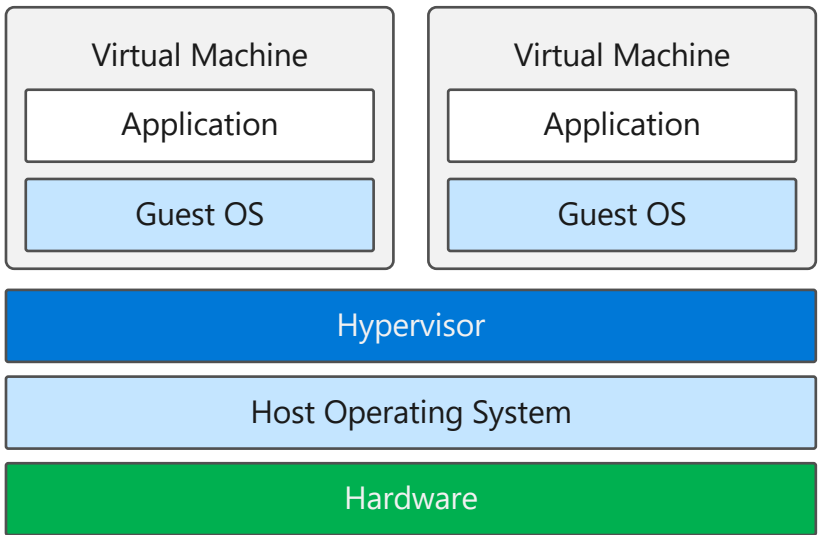 Virtual Machine
Application
Guest OS
Virtual Machine
Application
Guest OS
Hypervisor
Host Operating System
Hardware